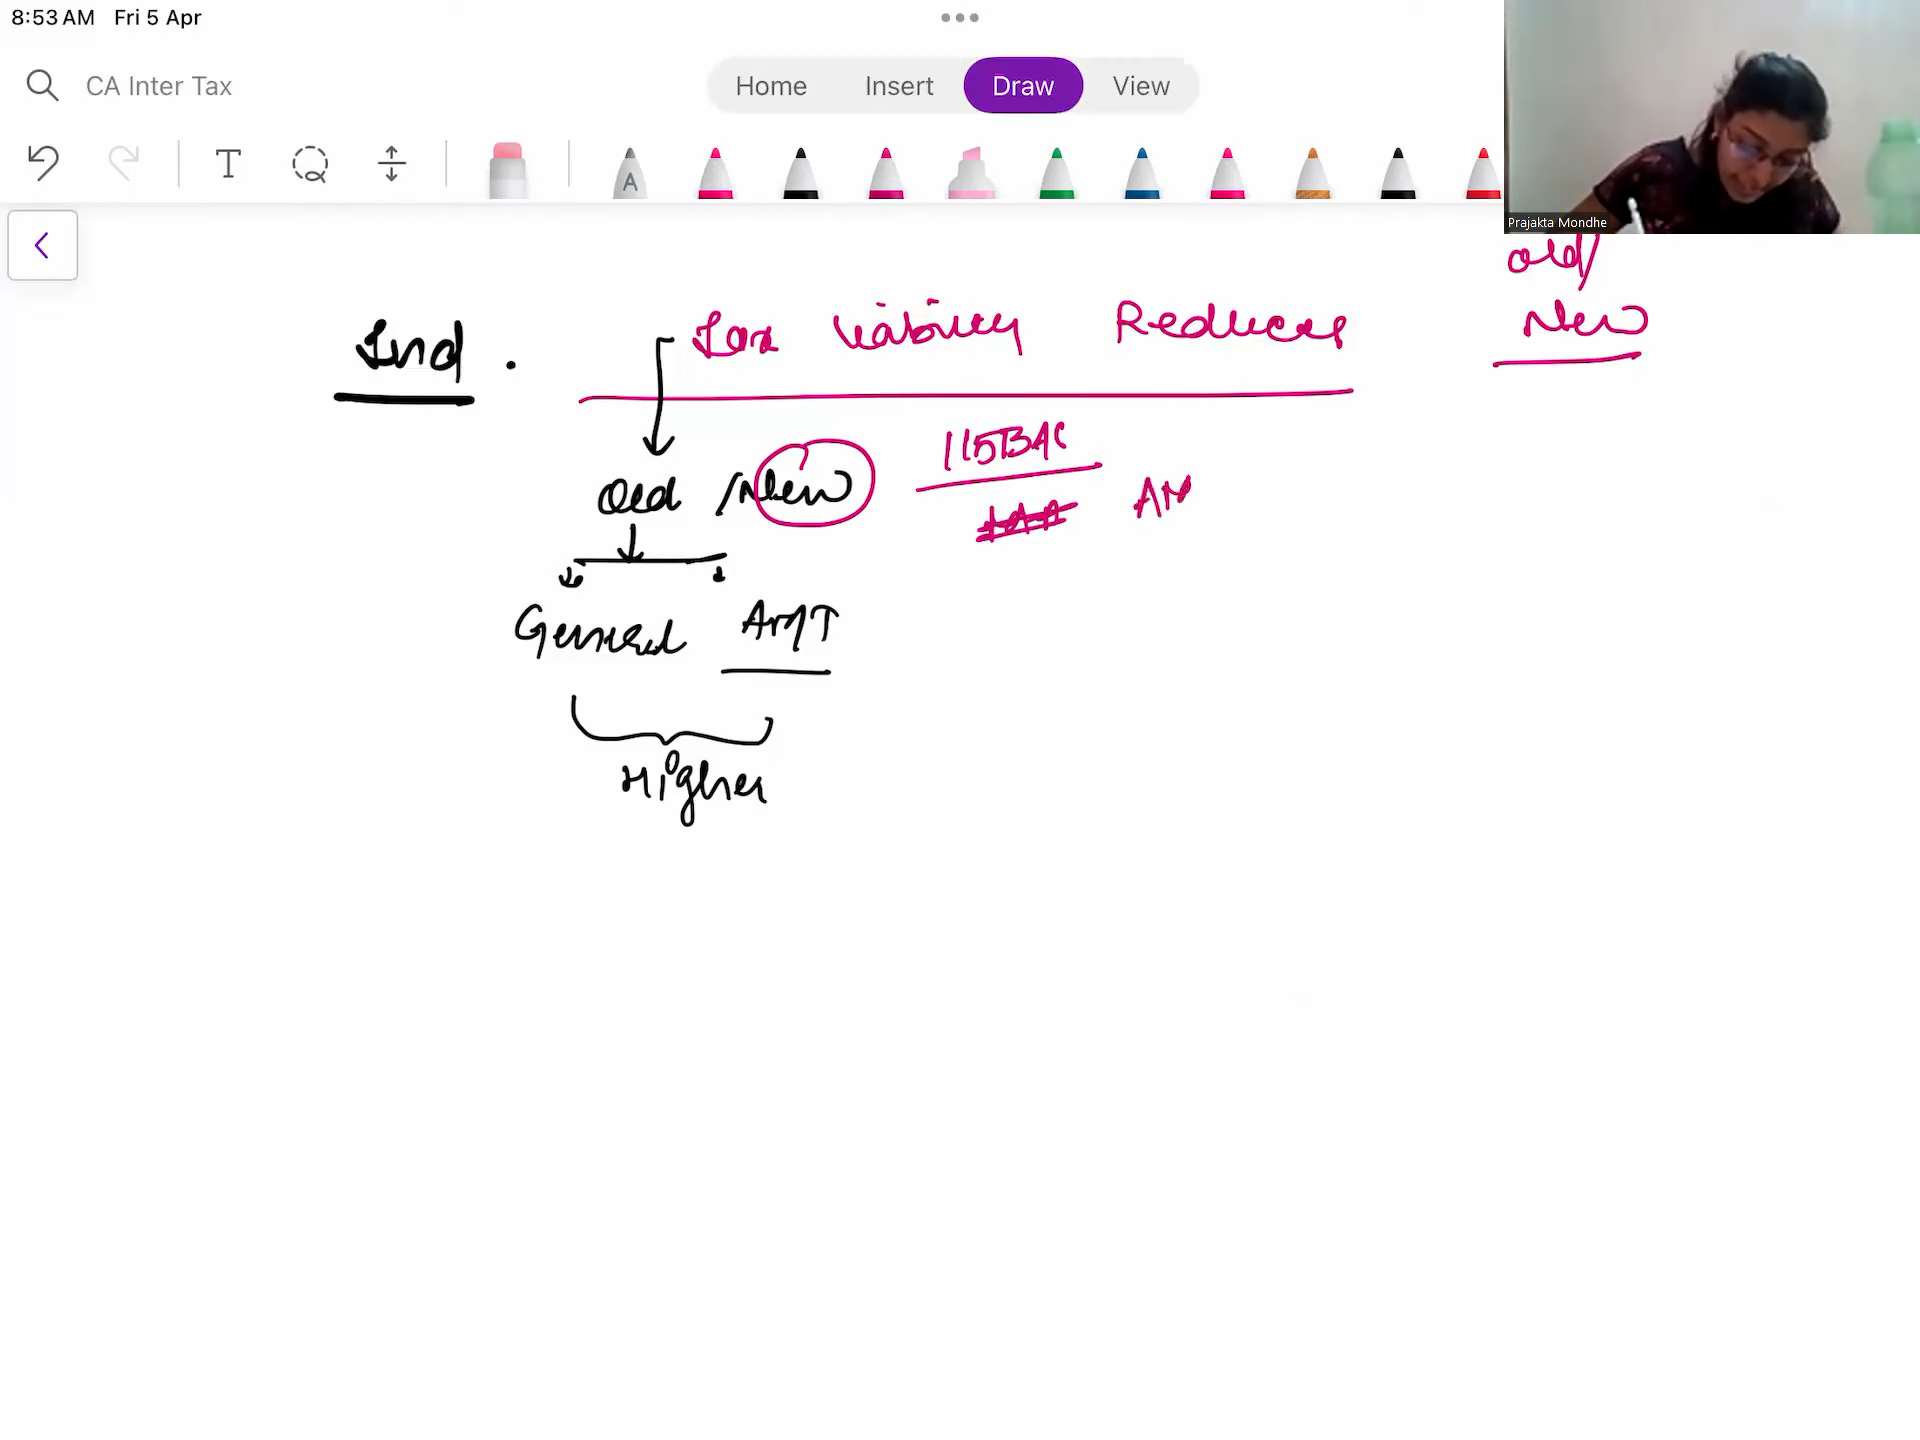 8:53 AM Fri 5 Apr
CA Inter Tax
Home Insert Draw View
T
A
Prajakta Mondhe
old/
New
Ind. Tax liability Reduces
115BAC
Old /New
AM
General AMT
Higher